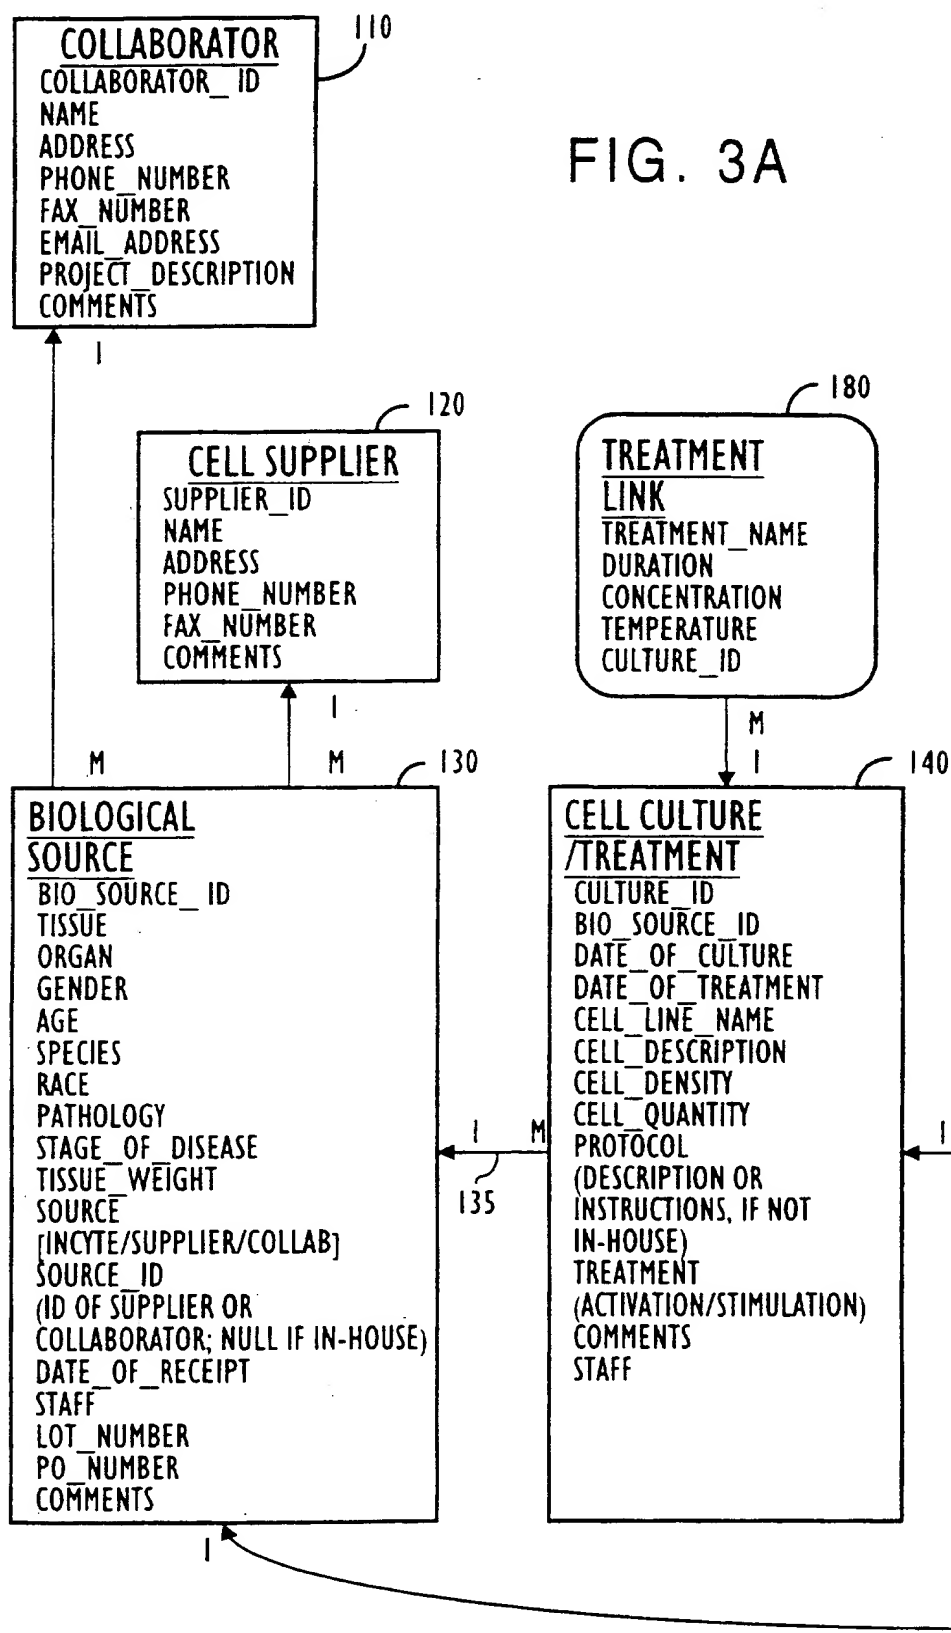 110
COLLABORATOR
COLLABORATOR_ ID
NAME
ADDRESS
PHONE_NUMBER
FAX_NUMBER
EMAIL_ADDRESS
PROJECT_DESCRIPTION
COMMENTS
FIG. 3A
1
120
CELL SUPPLIER
SUPPLIER_ID
NAME
ADDRESS
PHONE_NUMBER
FAX_NUMBER
COMMENTS
1
180
TREATMENT
LINK
TREATMENT_NAME
DURATION
CONCENTRATION
TEMPERATURE
CULTURE_ID
M
1
M
M
130
BIOLOGICAL
SOURCE
BIO_SOURCE_ ID
TISSUE
ORGAN
GENDER
AGE
SPECIES
RACE
PATHOLOGY
STAGE_OF_DISEASE
TISSUE_WEIGHT
SOURCE
[INCYTE/SUPPLIER/COLLAB]
SOURCE_ID
(ID OF SUPPLIER OR
COLLABORATOR; NULL IF IN-HOUSE)
DATE_OF_RECEIPT
STAFF
LOT_NUMBER
PO_NUMBER
COMMENTS
1
1 M
135
140
CELL CULTURE
/TREATMENT
CULTURE_ID
BIO_SOURCE_ID
DATE_OF_CULTURE
DATE_OF_TREATMENT
CELL_LINE_NAME
CELL_DESCRIPTION
CELL_DENSITY
CELL_QUANTITY
PROTOCOL
(DESCRIPTION OR
INSTRUCTIONS, IF NOT
IN-HOUSE)
TREATMENT
(ACTIVATION/STIMULATION)
COMMENTS
STAFF
1